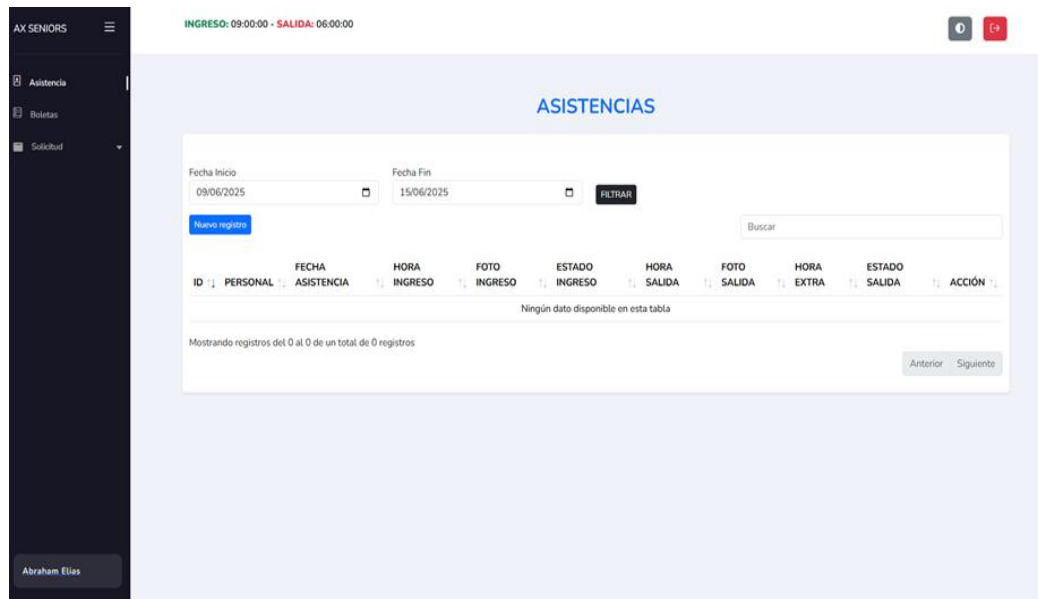 AX SENIORS
INGRESO: 09:00:00 - SALIDA: 06:00:00
Asistencia
Boletas
Solicitud
ASISTENCIAS
Fecha Inicio Fecha Fin
09/06/2025 15/06/2025 FILTRAR
Nuevo registro Buscar
ID PERSONAL FECHA ASISTENCIA HORA INGRESO FOTO INGRESO ESTADO INGRESO HORA SALIDA FOTO SALIDA HORA EXTRA ESTADO SALIDA ACCIÓN
Ningún dato disponible en esta tabla
Mostrando registros del 0 al 0 de un total de 0 registros
Anterior Siguiente
Abraham Elias